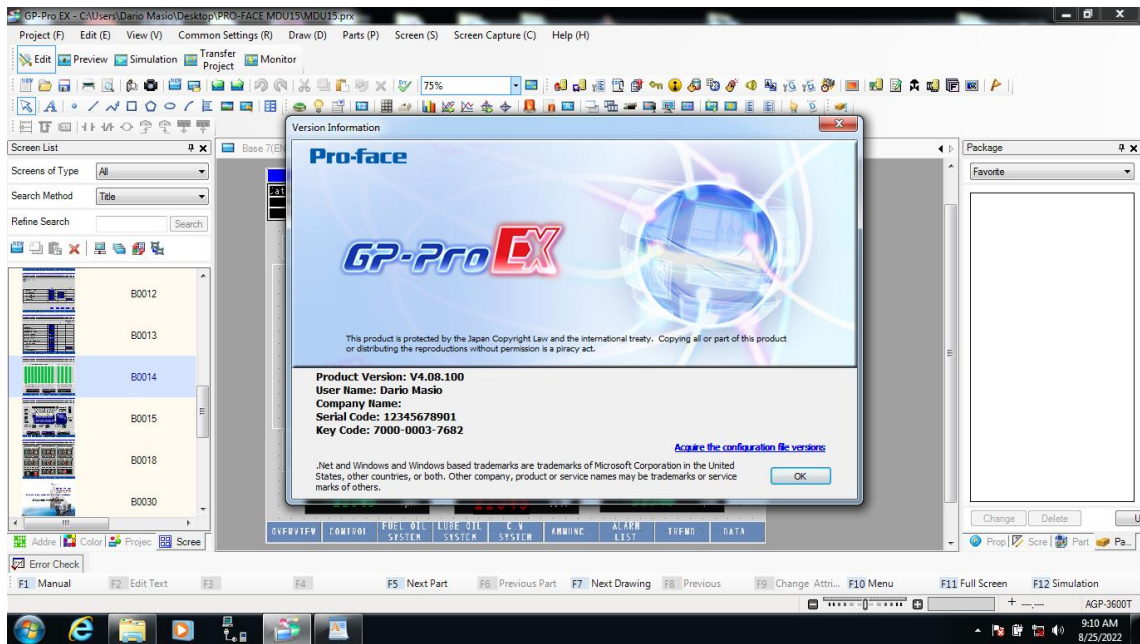 GP-Pro EX - C:\Users\Dario Masio\Desktop\PRO-FACE MDU15\MDU15.prx
Project (F) Edit (E) View (V) Common Settings (R) Draw (D) Parts (P) Screen (S) Screen Capture (C) Help (H)
Edit Preview Simulation Transfer Project Monitor
75%
Screen List
Base 7(EN
Package
Screens of Type All
Favorite
Search Method Title
Refine Search Search
B0012
B0013
B0014
B0015
B0018
B0030
Version Information
Pro-face
GP-Pro EX
This product is protected by the Japan Copyright Law and the international treaty. Copying all or part of this product
or distributing the reproductions without permission is a piracy act.
Product Version: V4.08.100
User Name: Dario Masio
Company Name:
Serial Code: 12345678901
Key Code: 7000-0003-7682
Acquire the configuration file versions
.Net and Windows and Windows based trademarks are trademarks of Microsoft Corporation in the United
States, other countries, or both. Other company, product or service names may be trademarks or service
marks of others.
OK
OVERVIEW CONTROL FUEL OIL SYSTEM LUBE OIL SYSTEM C.W SYSTEM ANNUNC ALARM LIST TREND DATA
Change Delete U
Addre Color Projec Scree
Prop Scre Part Pa...
Error Check
F1 Manual F2 Edit Text F3 F4 F5 Next Part F6 Previous Part F7 Next Drawing F8 Previous F9 Change Attri... F10 Menu F11 Full Screen F12 Simulation
AGP-3600T
9:10 AM
8/25/2022